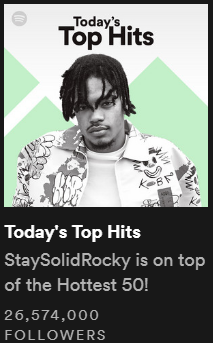 Today's
Top Hits
Today's Top Hits
StaySolidRocky is on top
of the Hottest 50!
26,574,000
FOLLOWERS